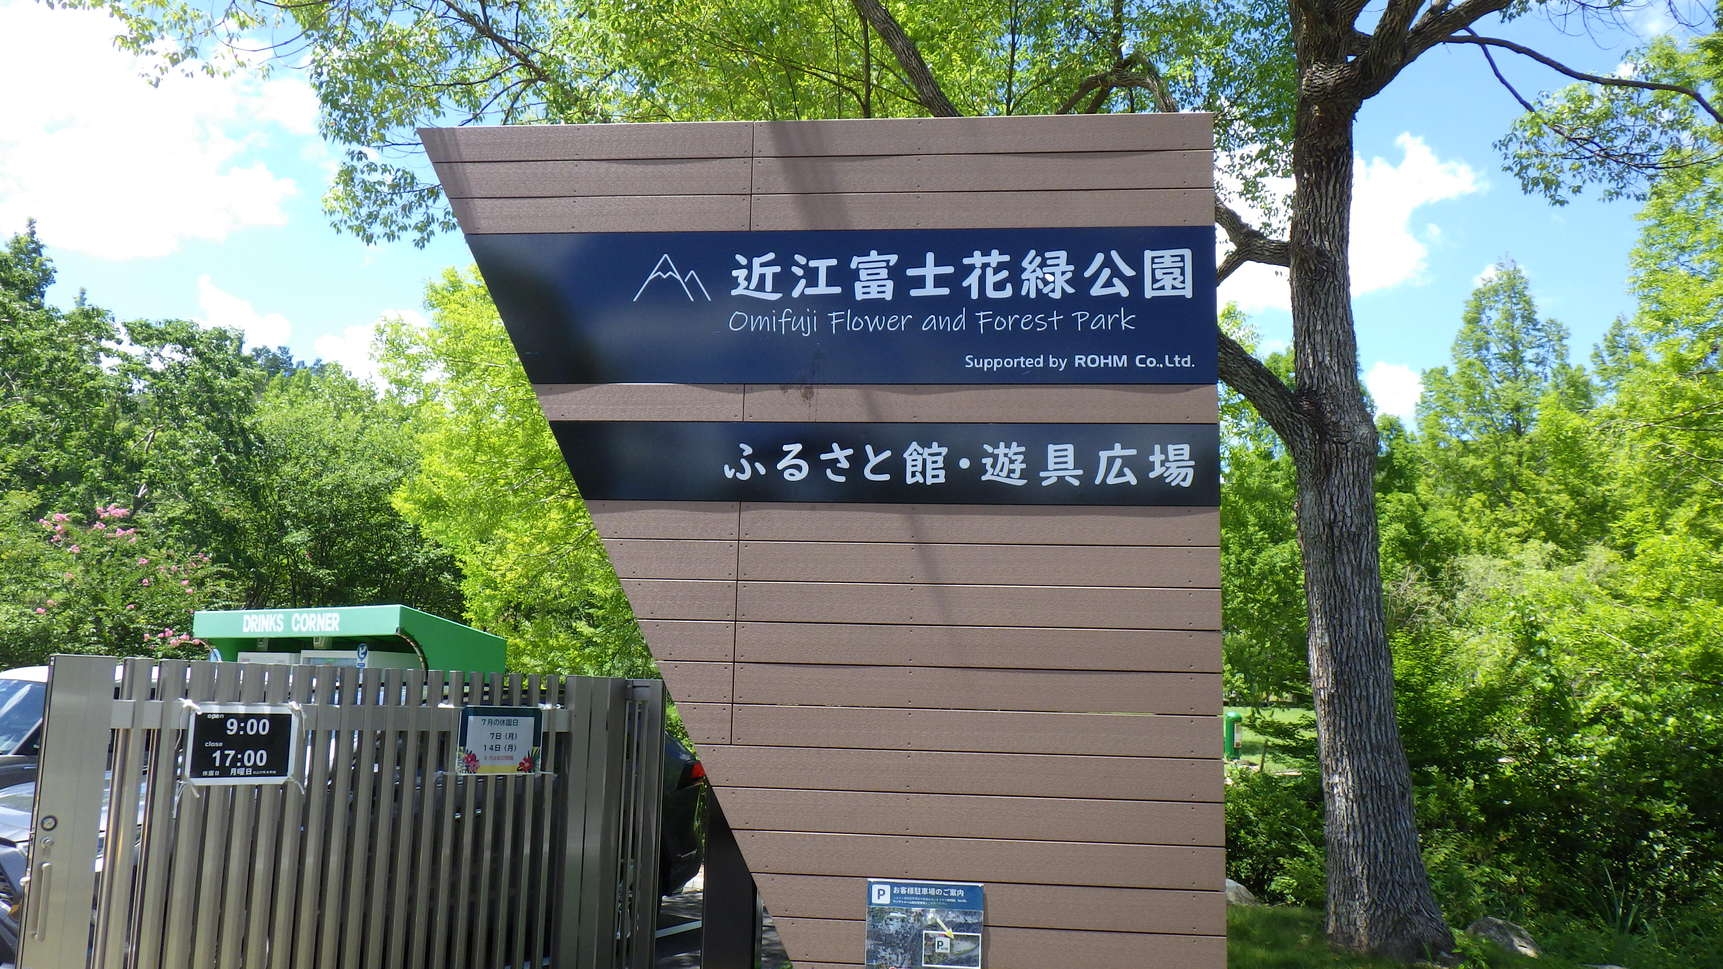 近江富士花緑公園
Omifuji Flower and Forest Park
Supported by ROHM Co.,Ltd.
ふるさと館・遊具広場
DRINKS CORNER
open
9:00
close
17:00
休園日 月曜日
7月の休園日
7日(月)
14日(月)
P お客様駐車場のご案内
P